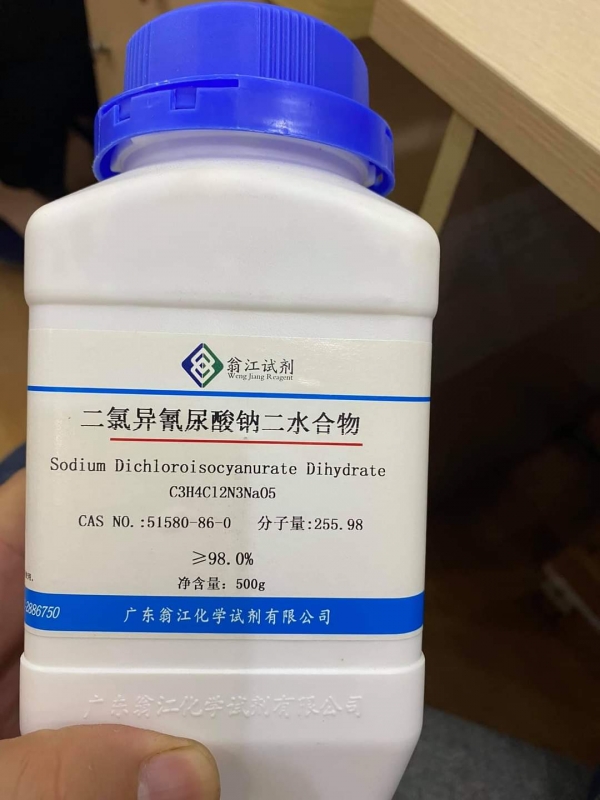 翁江试剂
Weng Jiang Reagent
二氯异氰尿酸钠二水合物
Sodium Dichloroisocyanurate Dihydrate
C3H4Cl2N3NaO5
CAS NO.:51580-86-0 分子量:255.98
≥98.0%
净含量: 500g
2886750 广东翁江化学试剂有限公司
广东翁江化学试剂有限公司